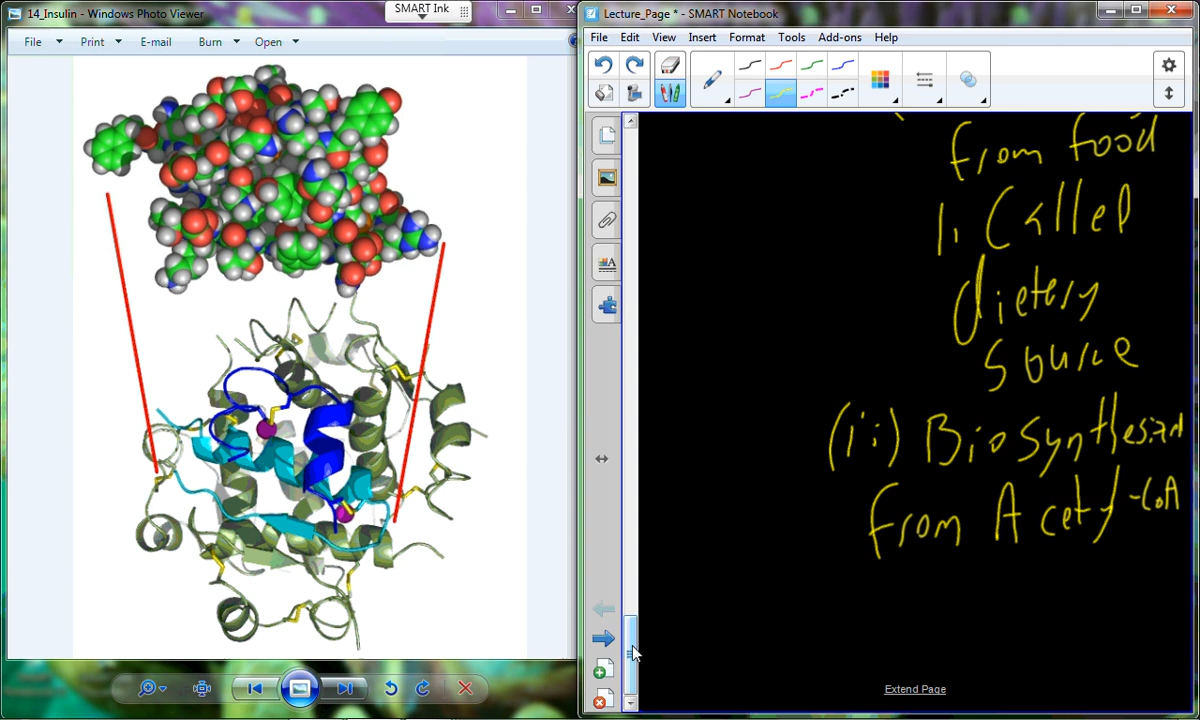 14_Insulin - Windows Photo Viewer
SMART Ink
File Print E-mail Burn Open
Lecture_Page * - SMART Notebook
File Edit View Insert Format Tools Add-ons Help
from food
1. Called
dietery
source
(ii) Biosynthesized
from Acetyl-CoA
Extend Page